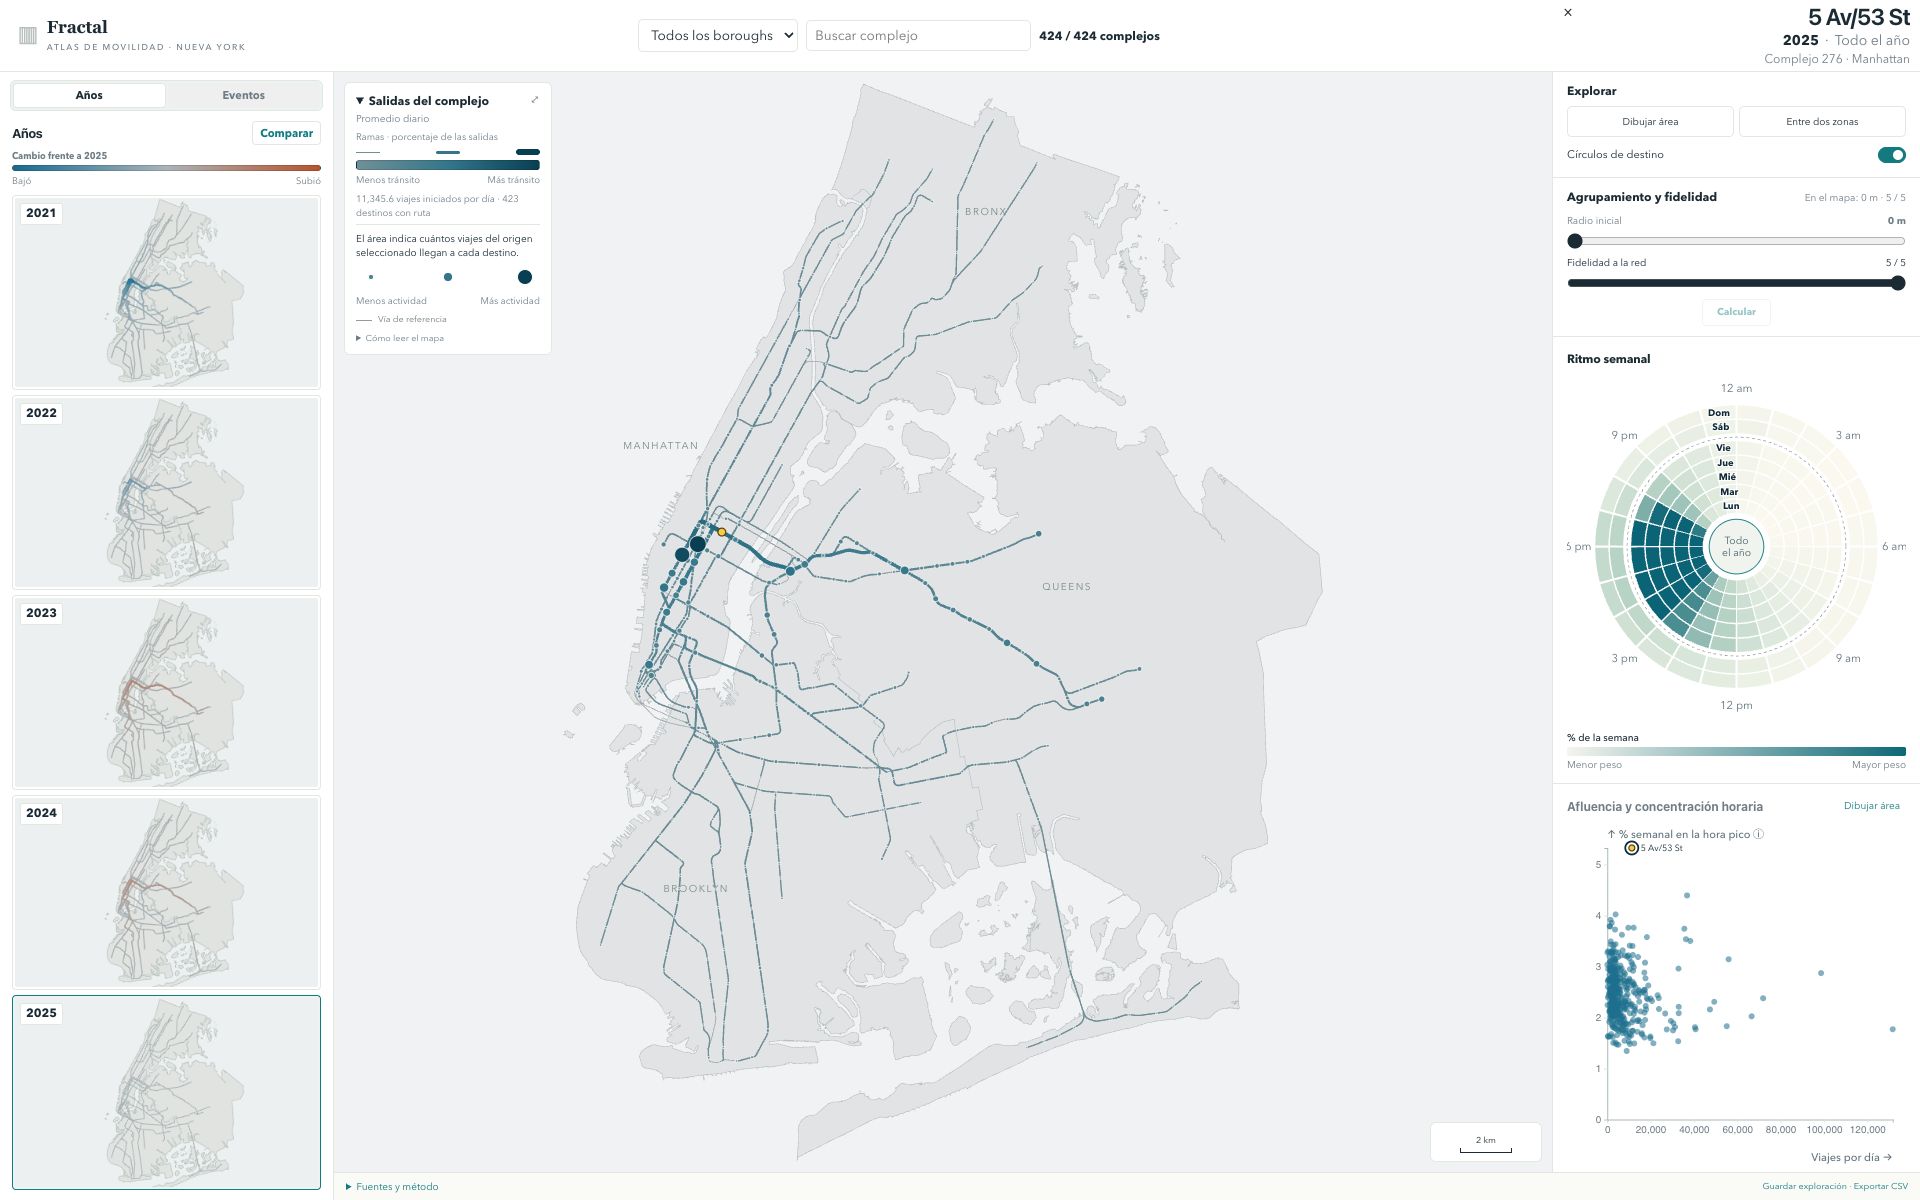 Fractal
ATLAS DE MOVILIDAD · NUEVA YORK
Todos los boroughs
Buscar complejo
424 / 424 complejos
×
5 Av/53 St
2025 · Todo el año
Complejo 276 · Manhattan
Años
Eventos
Años
Comparar
Cambio frente a 2025
Bajó
Subió
2021
2022
2023
2024
2025
▼ Salidas del complejo
Promedio diario
Ramas · porcentaje de las salidas
Menos tránsito
Más tránsito
11,345.6 viajes iniciados por día · 423
destinos con ruta
El área indica cuántos viajes del origen
seleccionado llegan a cada destino.
Menos actividad
Más actividad
Vía de referencia
▶ Cómo leer el mapa
BRONX
MANHATTAN
QUEENS
BROOKLYN
2 km
▶ Fuentes y método
Explorar
Dibujar área
Entre dos zonas
Círculos de destino
Agrupamiento y fidelidad
En el mapa: 0 m · 5 / 5
Radio inicial
0 m
Fidelidad a la red
5 / 5
Calcular
Ritmo semanal
12 am
Dom
Sáb
9 pm
3 am
Vie
Jue
Mié
Mar
Lun
Todo
el año
6 pm
6 am
3 pm
9 am
12 pm
% de la semana
Menor peso
Mayor peso
Afluencia y concentración horaria
Dibujar área
↑ % semanal en la hora pico ⓘ
5 Av/53 St
5
4
3
2
1
0
0
20,000
40,000
60,000
80,000
100,000
120,000
Viajes por día →
Guardar exploración · Exportar CSV